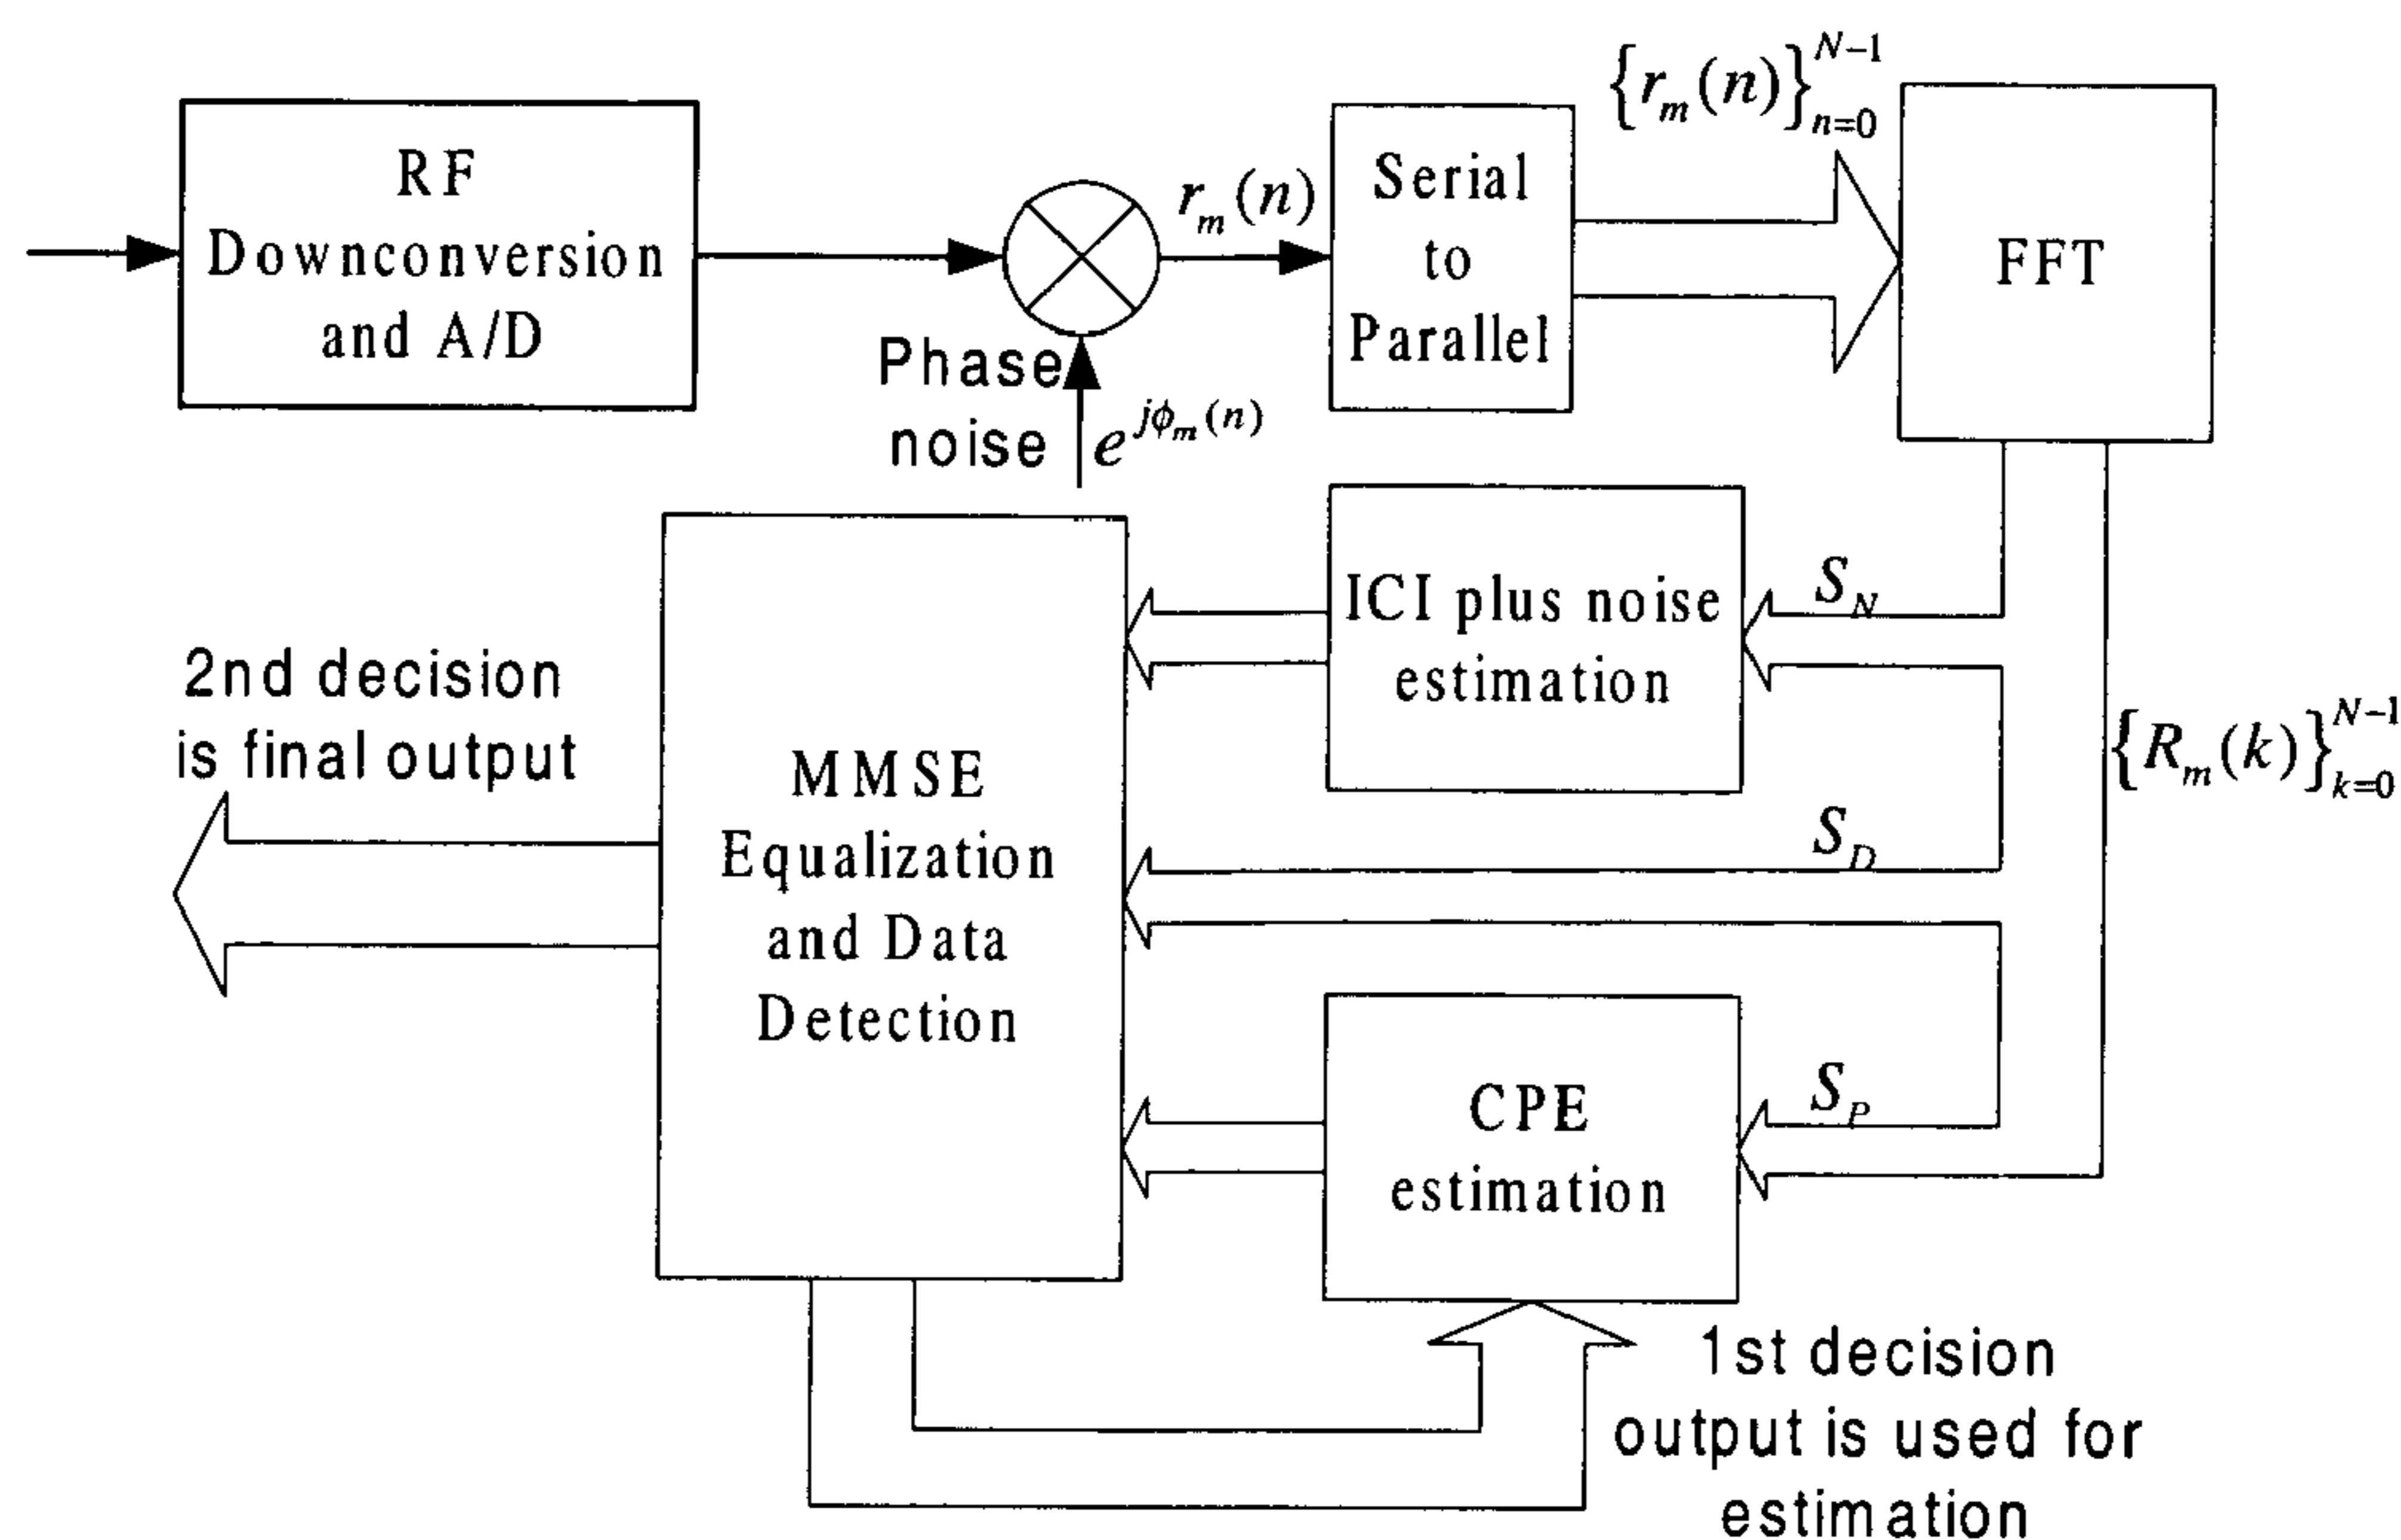 RF
Downconversion
and A/D
Phase
noise
e^{jϕ_m(n)}
r_m(n)
Serial
to
Parallel
{r_m(n)}_{n=0}^{N-1}
FFT
ICI plus noise
estimation
S_N
{R_m(k)}_{k=0}^{N-1}
S_D
2nd decision
is final output
MMSE
Equalization
and Data
Detection
CPE
estimation
S_P
1st decision
output is used for
estimation